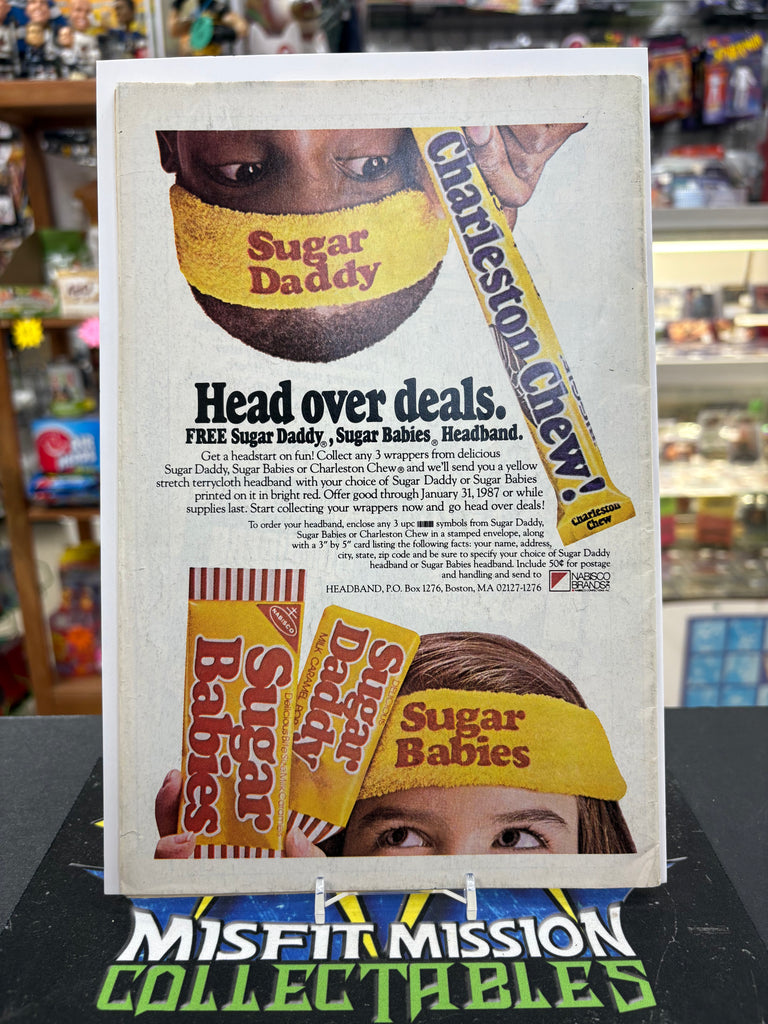 Sugar
Daddy
Charleston Chew!
Charleston
Chew
Head over deals.
FREE Sugar Daddy®, Sugar Babies® Headband.
Get a headstart on fun! Collect any 3 wrappers from delicious
Sugar Daddy, Sugar Babies or Charleston Chew® and we'll send you a yellow
stretch terrycloth headband with your choice of Sugar Daddy or Sugar Babies
printed on it in bright red. Offer good through January 31, 1987 or while
supplies last. Start collecting your wrappers now and go head over deals!
To order your headband, enclose any 3 upc symbols from Sugar Daddy,
Sugar Babies or Charleston Chew in a stamped envelope, along
with a 3" by 5" card listing the following facts: your name, address,
city, state, zip code and be sure to specify your choice of Sugar Daddy
headband or Sugar Babies headband. Include 50¢ for postage
and handling and send to
HEADBAND, P.O. Box 1276, Boston, MA 02127-1276
NABISCO
BRANDS
NABISCO
Sugar
Babies
Sugar
Daddy
MILK CARAMEL POP
Sugar
Babies
MISFIT MISSION
COLLECTABLES